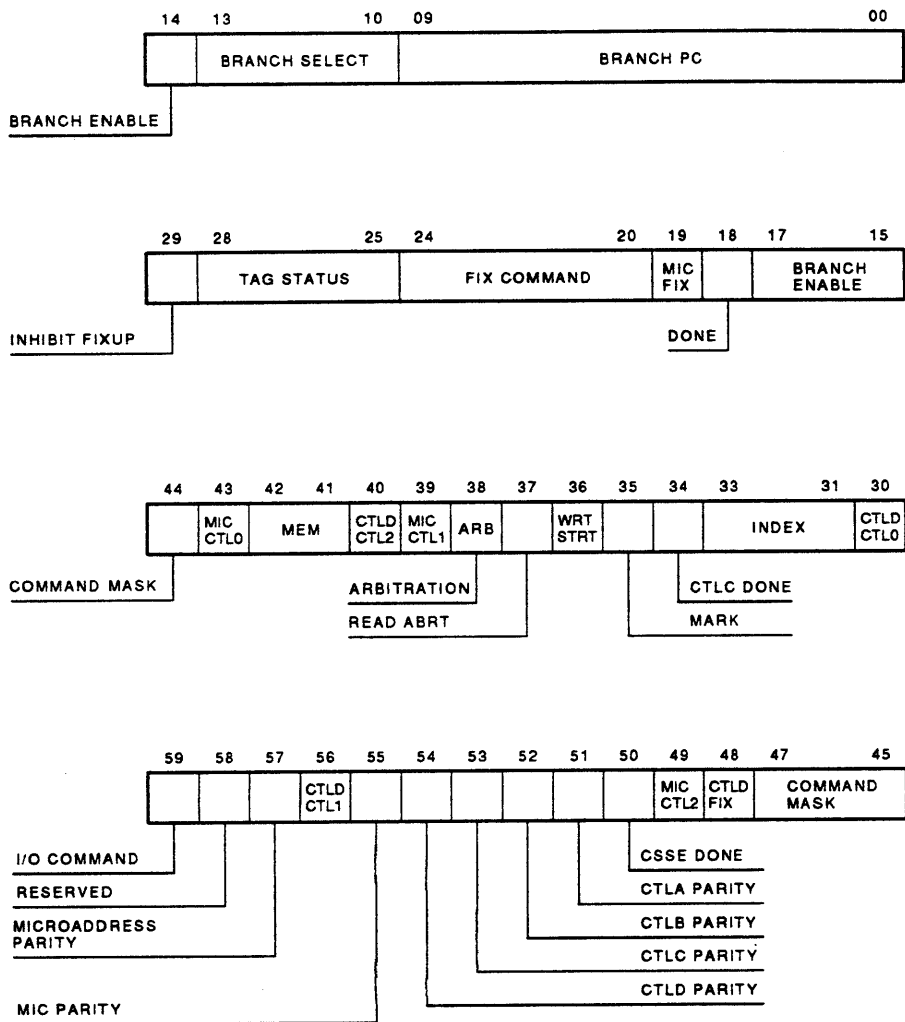 14 13 10 09 00
BRANCH SELECT BRANCH PC
BRANCH ENABLE
29 28 25 24 20 19 18 17 15
TAG STATUS FIX COMMAND MIC FIX BRANCH ENABLE
INHIBIT FIXUP DONE
44 43 42 41 40 39 38 37 36 35 34 33 31 30
MIC CTL0 MEM CTLD CTL2 MIC CTL1 ARB WRT STRT INDEX CTLD CTL0
COMMAND MASK ARBITRATION CTLC DONE
READ ABRT MARK
59 58 57 56 55 54 53 52 51 50 49 48 47 45
CTLD CTL1 MIC CTL2 CTLD FIX COMMAND MASK
I/O COMMAND CSSE DONE
RESERVED CTLA PARITY
MICROADDRESS PARITY CTLB PARITY
CTLC PARITY
CTLD PARITY
MIC PARITY